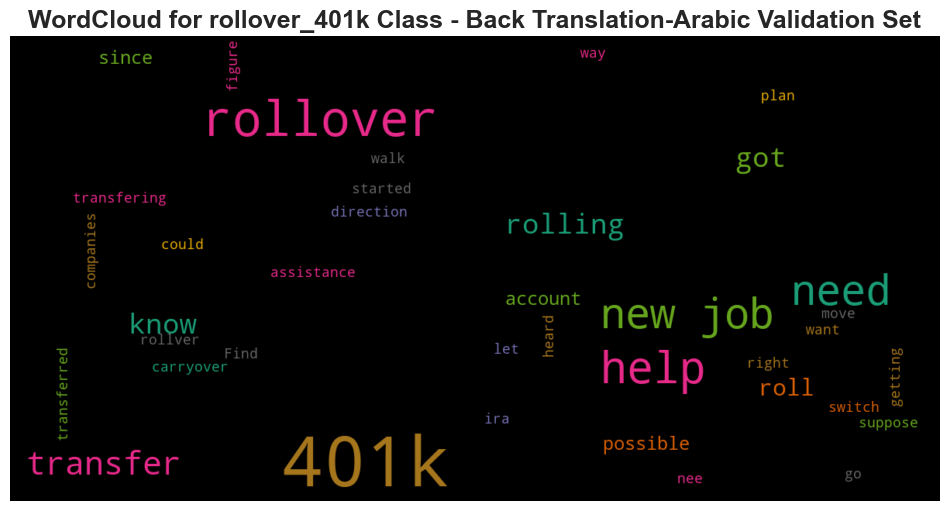 WordCloud for rollover_401k Class - Back Translation-Arabic Validation Set
since
figure
way
plan
rollover
walk
got
started
transfering
direction
rolling
companies
could
assistance
need
account
new job
move
know
want
rollver
heard
let
Find
carryover
help
right
getting
roll
transferred
switch
ira
suppose
possible
transfer
401k
go
nee